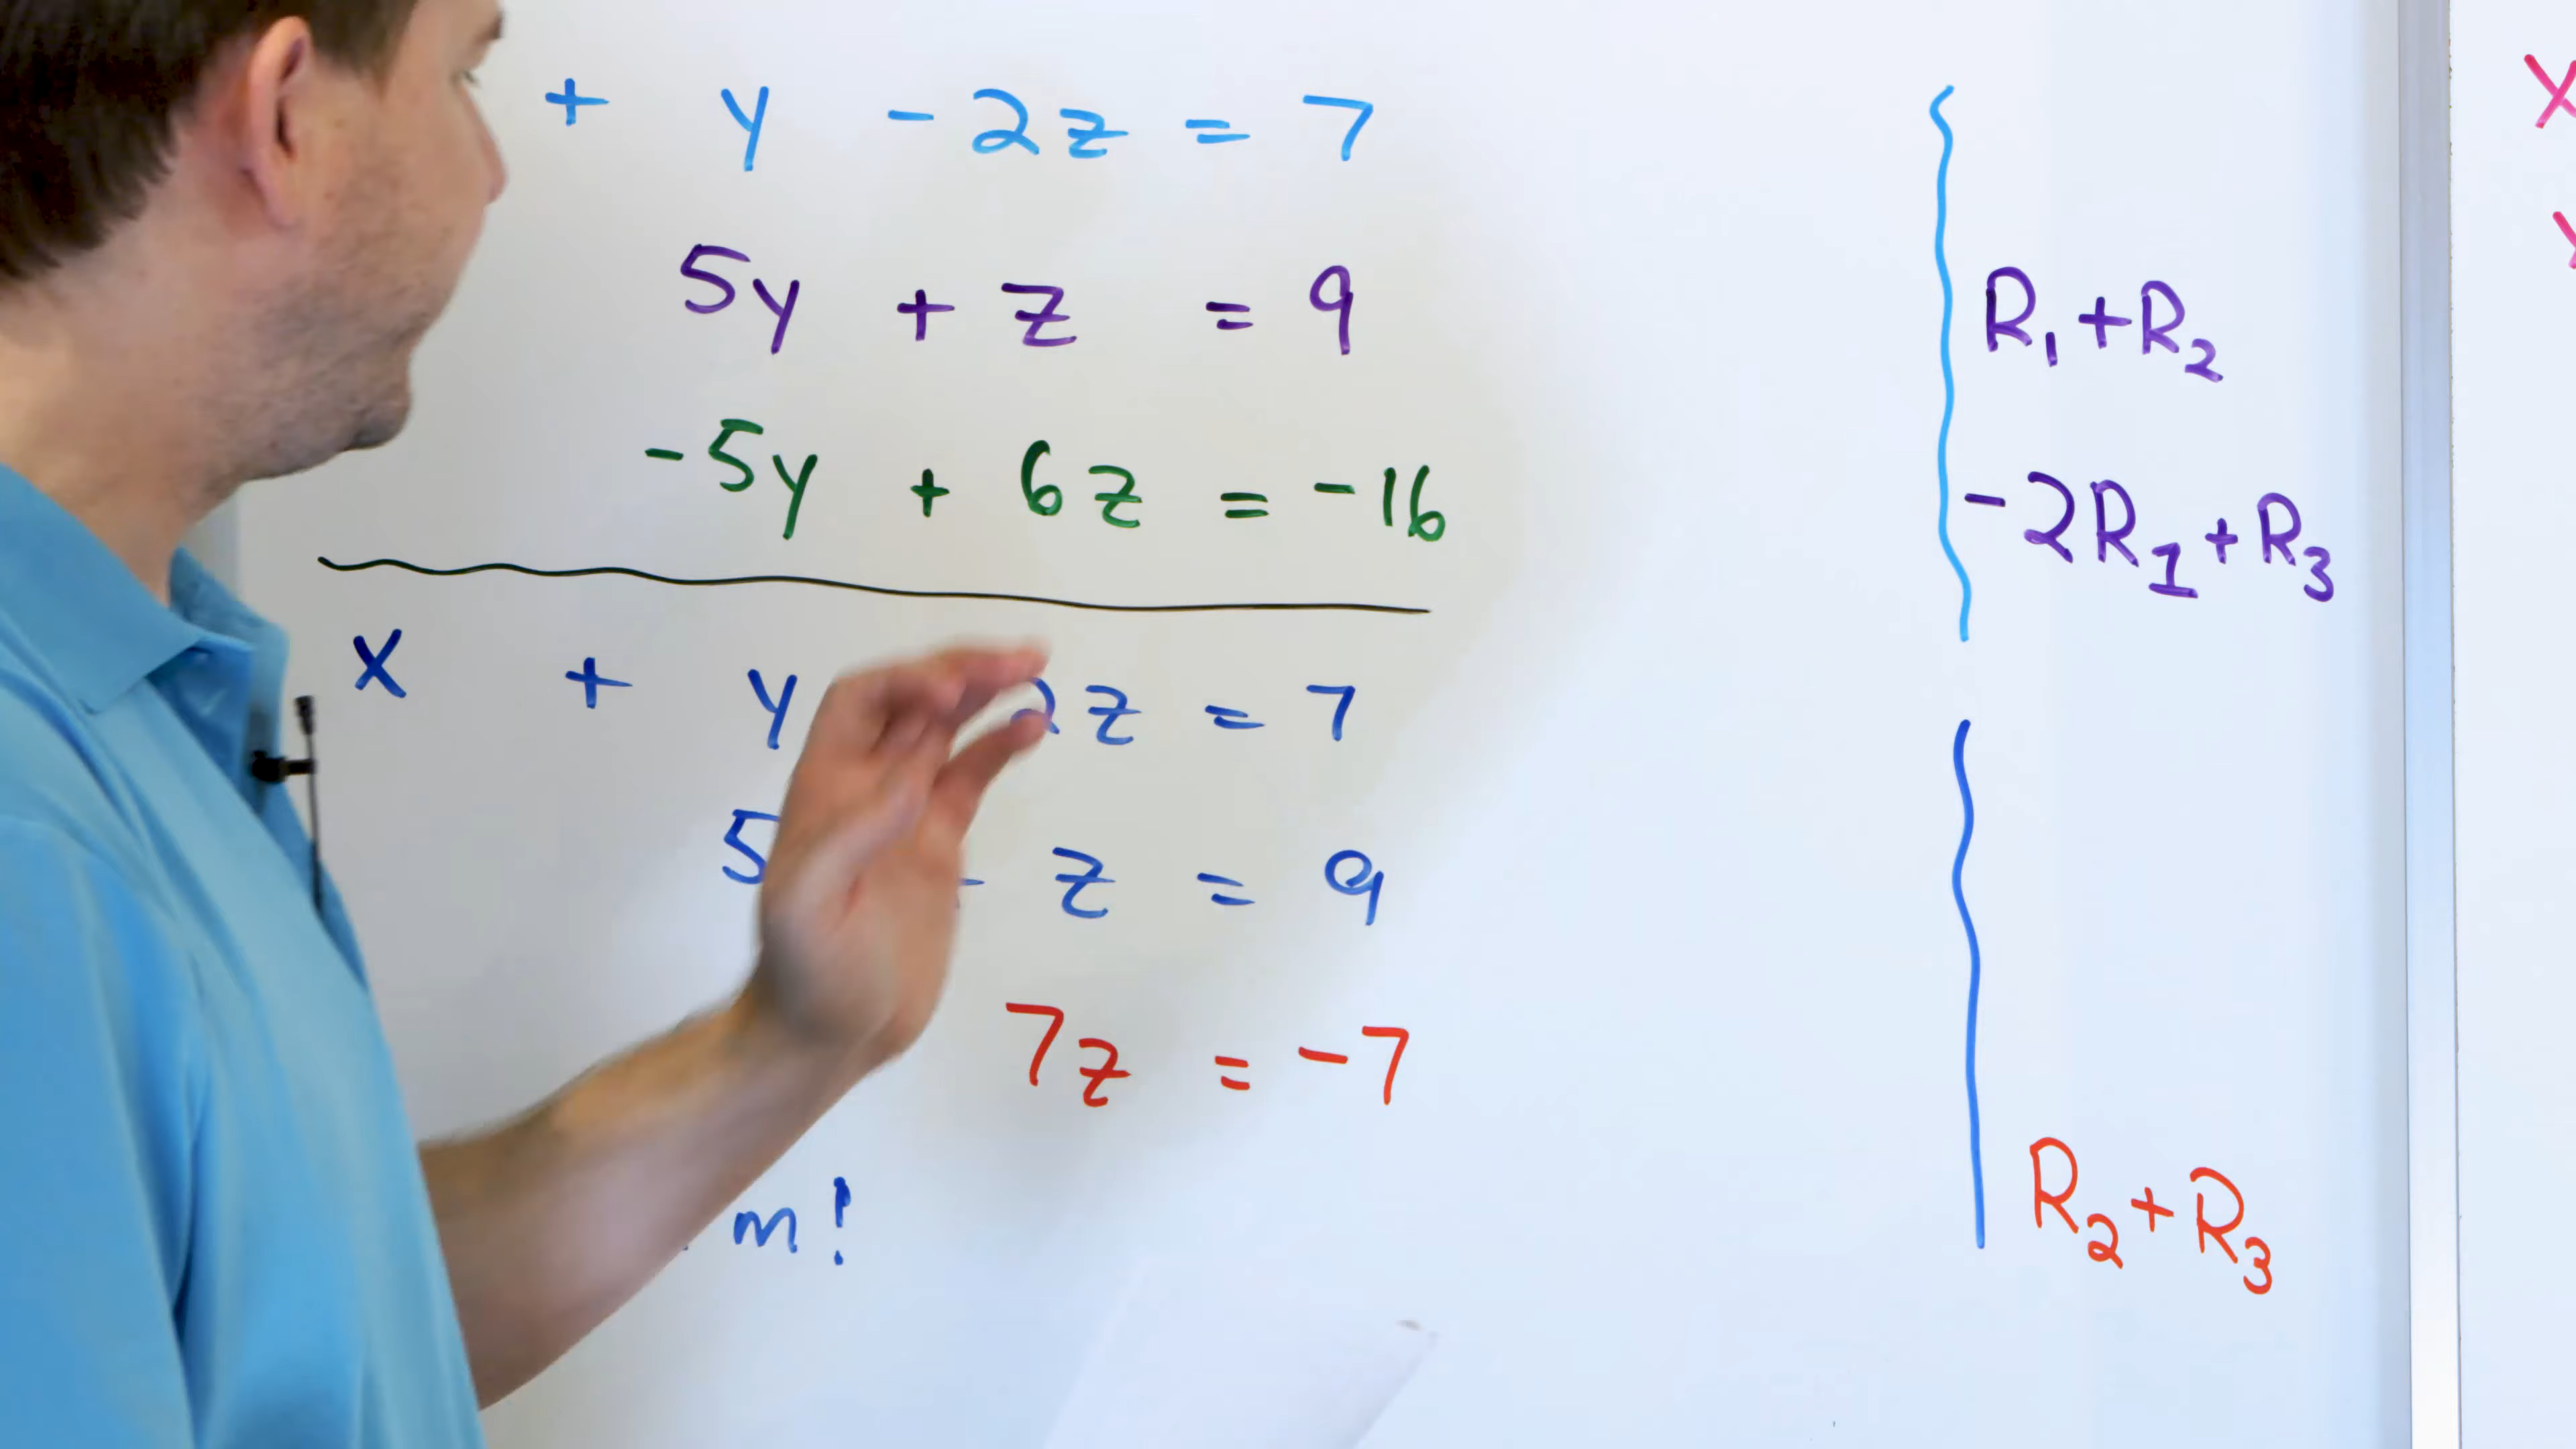 + y - 2z = 7
5y + z = 9
R₁+R₂
-5y + 6z = -16
-2R₁+R₃
x + y 2z = 7
5 z = 9
7z = -7
R₂+R₃
m!
X
y